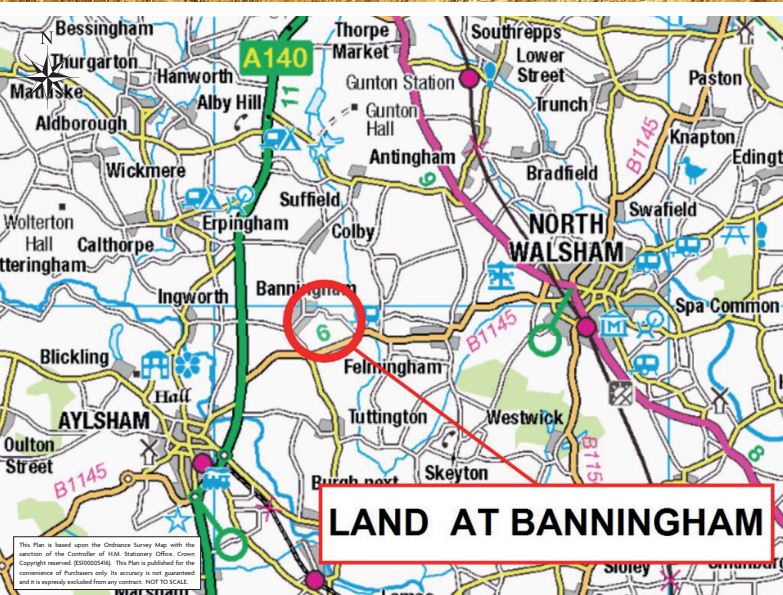 Bessingham
Thorpe
Market
Southrepps
Lower
Street
N
Thurgarton
A140
Hanworth
Gunton Station
Paston
11
Alby Hill
Gunton
Hall
Trunch
Aldborough
Knapton
B1145
Antingham
Edingt
Wickmere
Bradfield
6
Suffield
Swafield
Wolterton
Hall
Erpingham
Colby
NORTH
WALSHAM
Calthorpe
tteringham
Banningham
Ingworth
Spa Common
6
B1145
Blickling
Felmingham
Hall
AYLSHAM
Tuttington
Westwick
Oulton
Street
B1145
Skeyton
B115
8
Burgh next
LAND AT BANNINGHAM
This Plan is based upon the Ordnance Survey Map with the
sanction of the Controller of H.M. Stationery Office. Crown
Copyright reserved. (ES100005416). This Plan is published for the
convenience of Purchasers only. Its accuracy is not guaranteed
and it is expressly excluded from any contract. NOT TO SCALE.